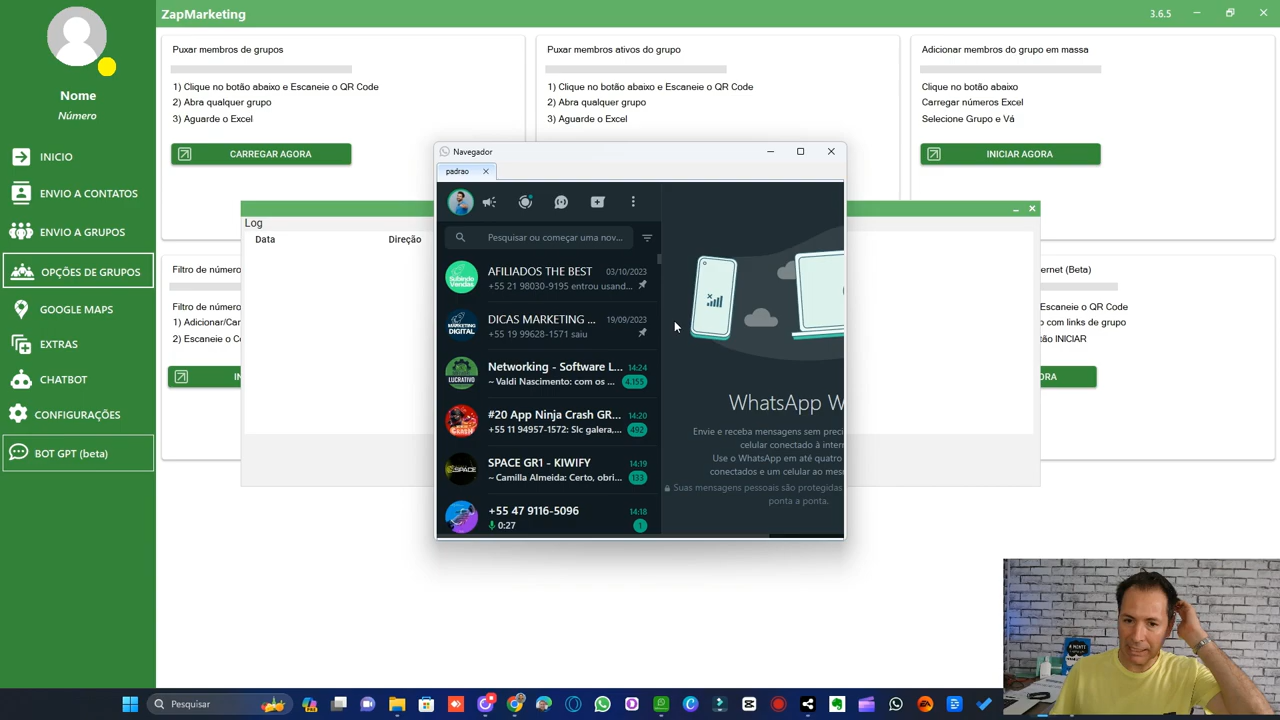 ZapMarketing
3.6.5
Nome
Número
INICIO
ENVIO A CONTATOS
ENVIO A GRUPOS
OPÇÕES DE GRUPOS
GOOGLE MAPS
EXTRAS
CHATBOT
CONFIGURAÇÕES
BOT GPT (beta)
Puxar membros de grupos
1) Clique no botão abaixo e Escaneie o QR Code
2) Abra qualquer grupo
3) Aguarde o Excel
CARREGAR AGORA
Puxar membros ativos do grupo
1) Clique no botão abaixo e Escaneie o QR Code
2) Abra qualquer grupo
3) Aguarde o Excel
Adicionar membros do grupo em massa
Clique no botão abaixo
Carregar números Excel
Selecione Grupo e Vá
INICIAR AGORA
Filtro de número
Filtro de número
1) Adicionar/Car
2) Escaneie o C
IN
Log
Data
Direção
ernet (Beta)
Escaneie o QR Code
o com links de grupo
tão INICIAR
ORA
Navegador
padrao
Pesquisar ou começar uma nov...
AFILIADOS THE BEST 03/10/2023
+55 21 98030-9195 entrou usand...
DICAS MARKETING ... 19/09/2023
+55 19 99628-1571 saiu
Networking - Software L... 14:24
~ Valdi Nascimento: com os ... 4.155
#20 App Ninja Crash GR... 14:20
+55 11 94957-1572: Slc galera,... 492
SPACE GR1 - KIWIFY 14:19
~ Camilla Almeida: Certo, obri... 133
+55 47 9116-5096 14:18
0:27 1
WhatsApp W
Envie e receba mensagens sem preci
celular conectado à inter
Use o WhatsApp em até quatro
conectados e um celular ao mes
Suas mensagens pessoais são protegidas
ponta a ponta.
Pesquisar